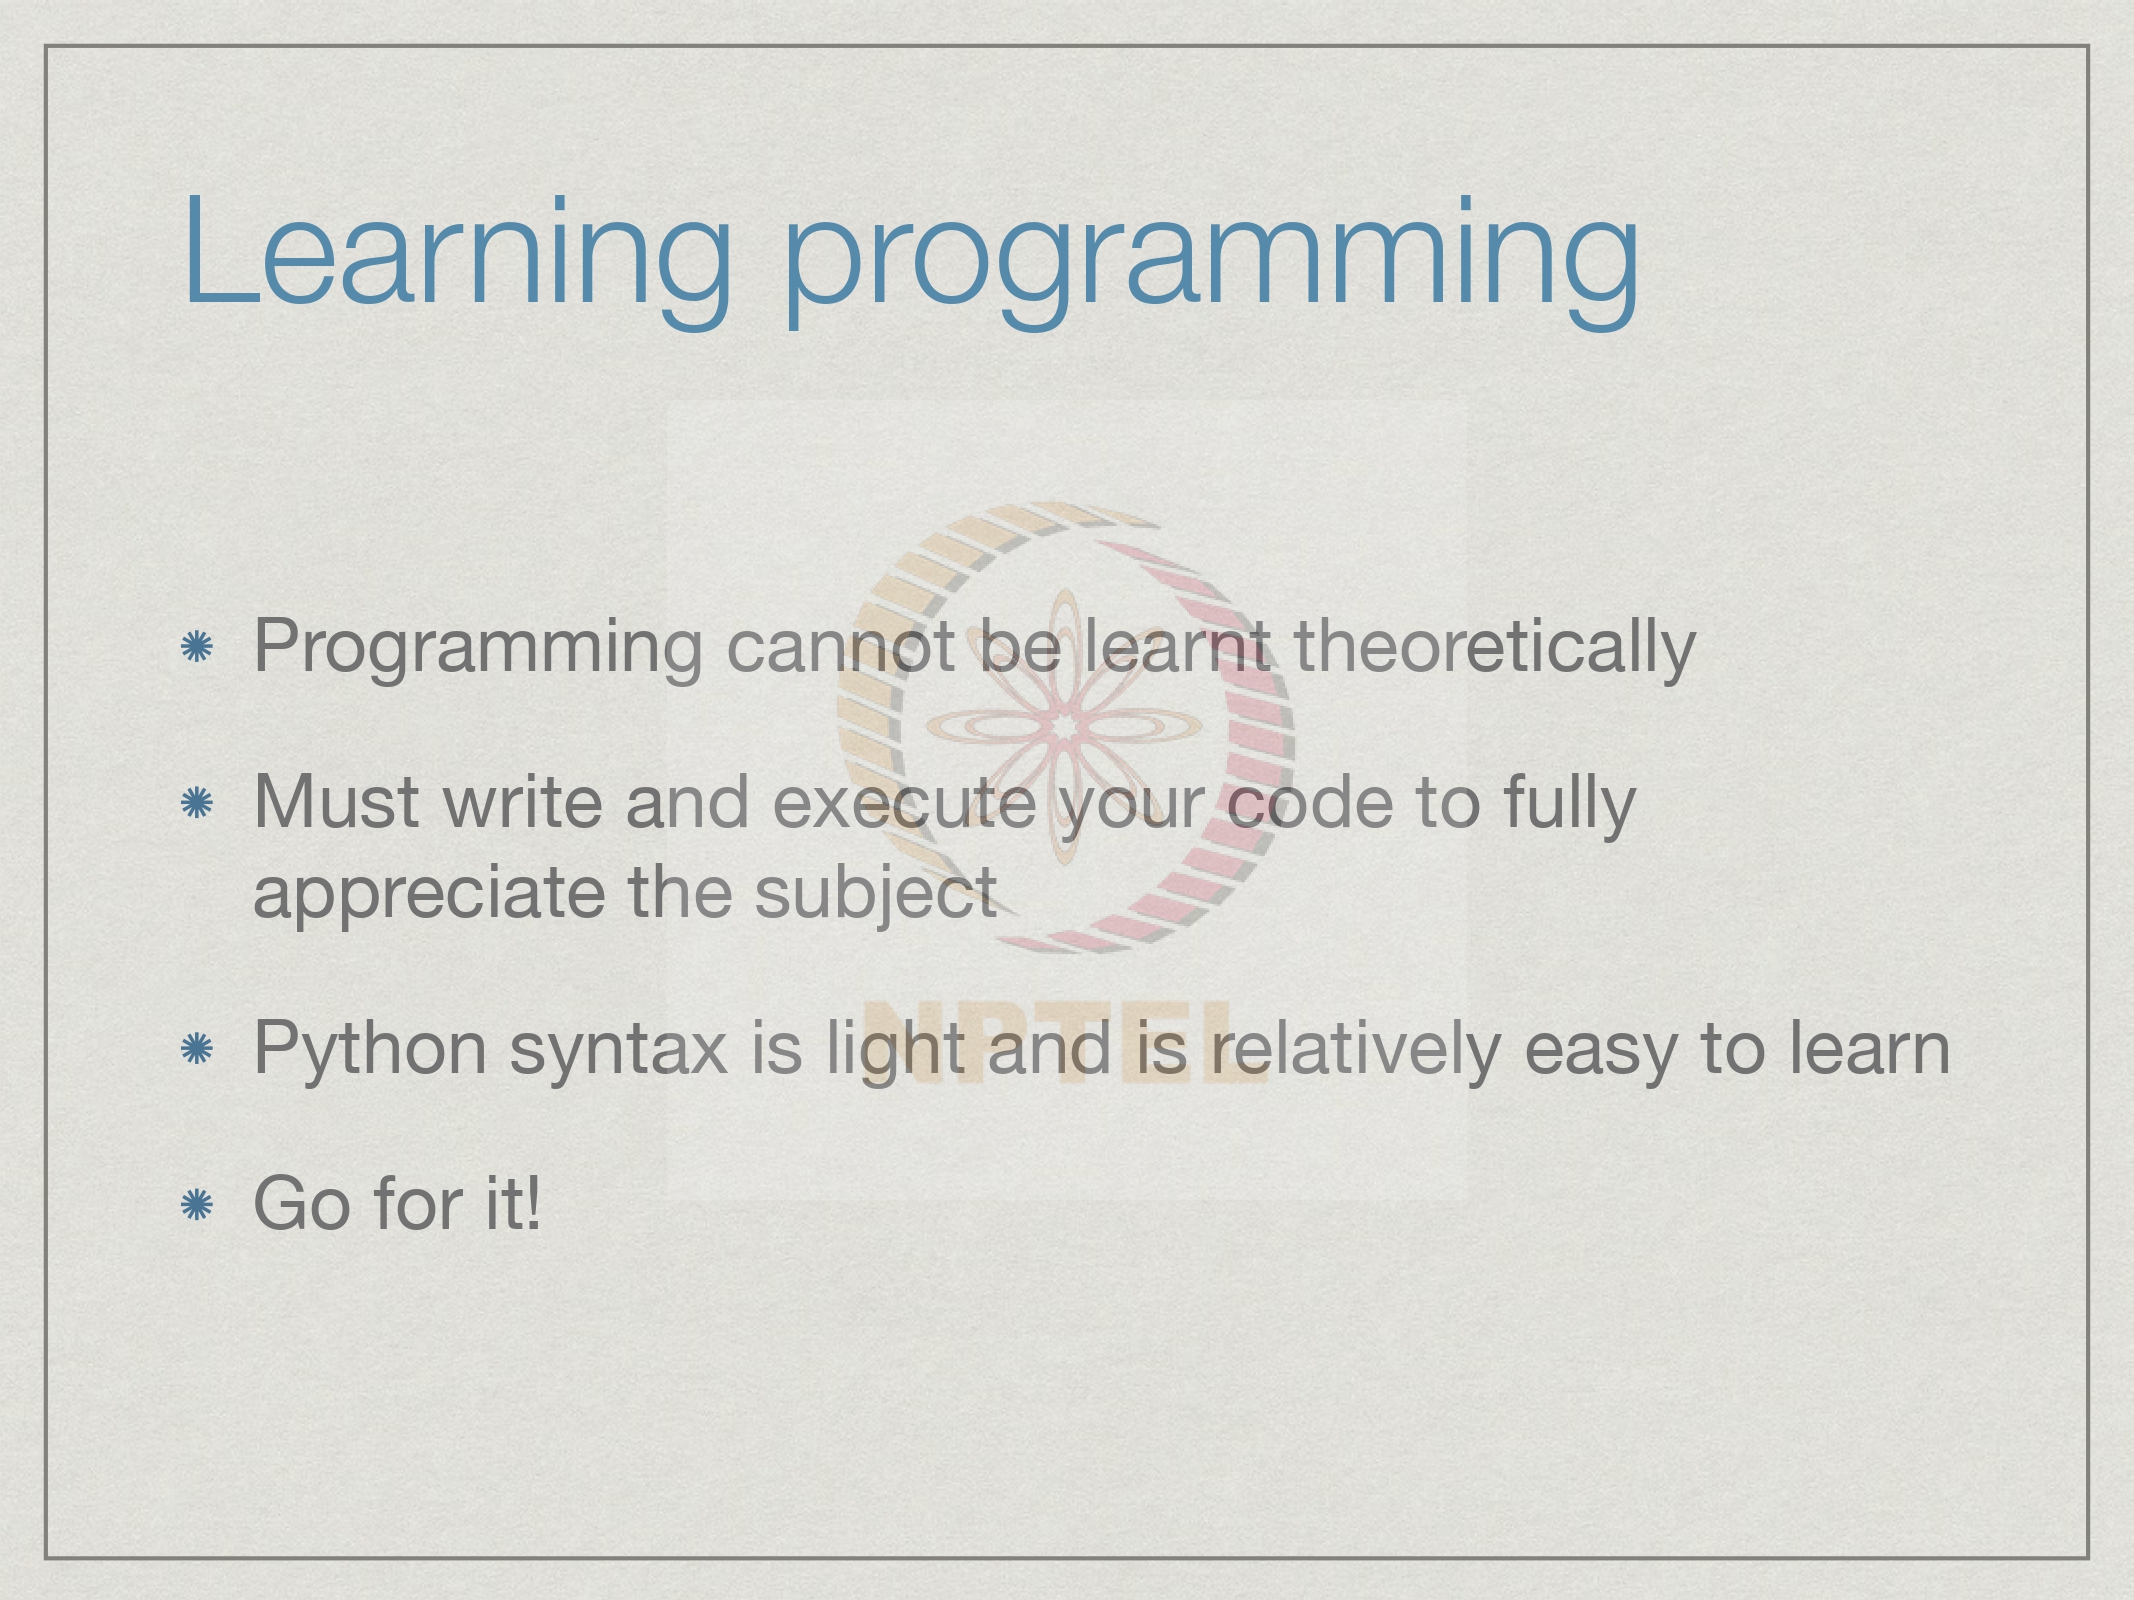 Learning programming
Programming cannot be learnt theoretically
Must write and execute your code to fully
appreciate the subject
Python syntax is light and is relatively easy to learn
Go for it!
NPTEL